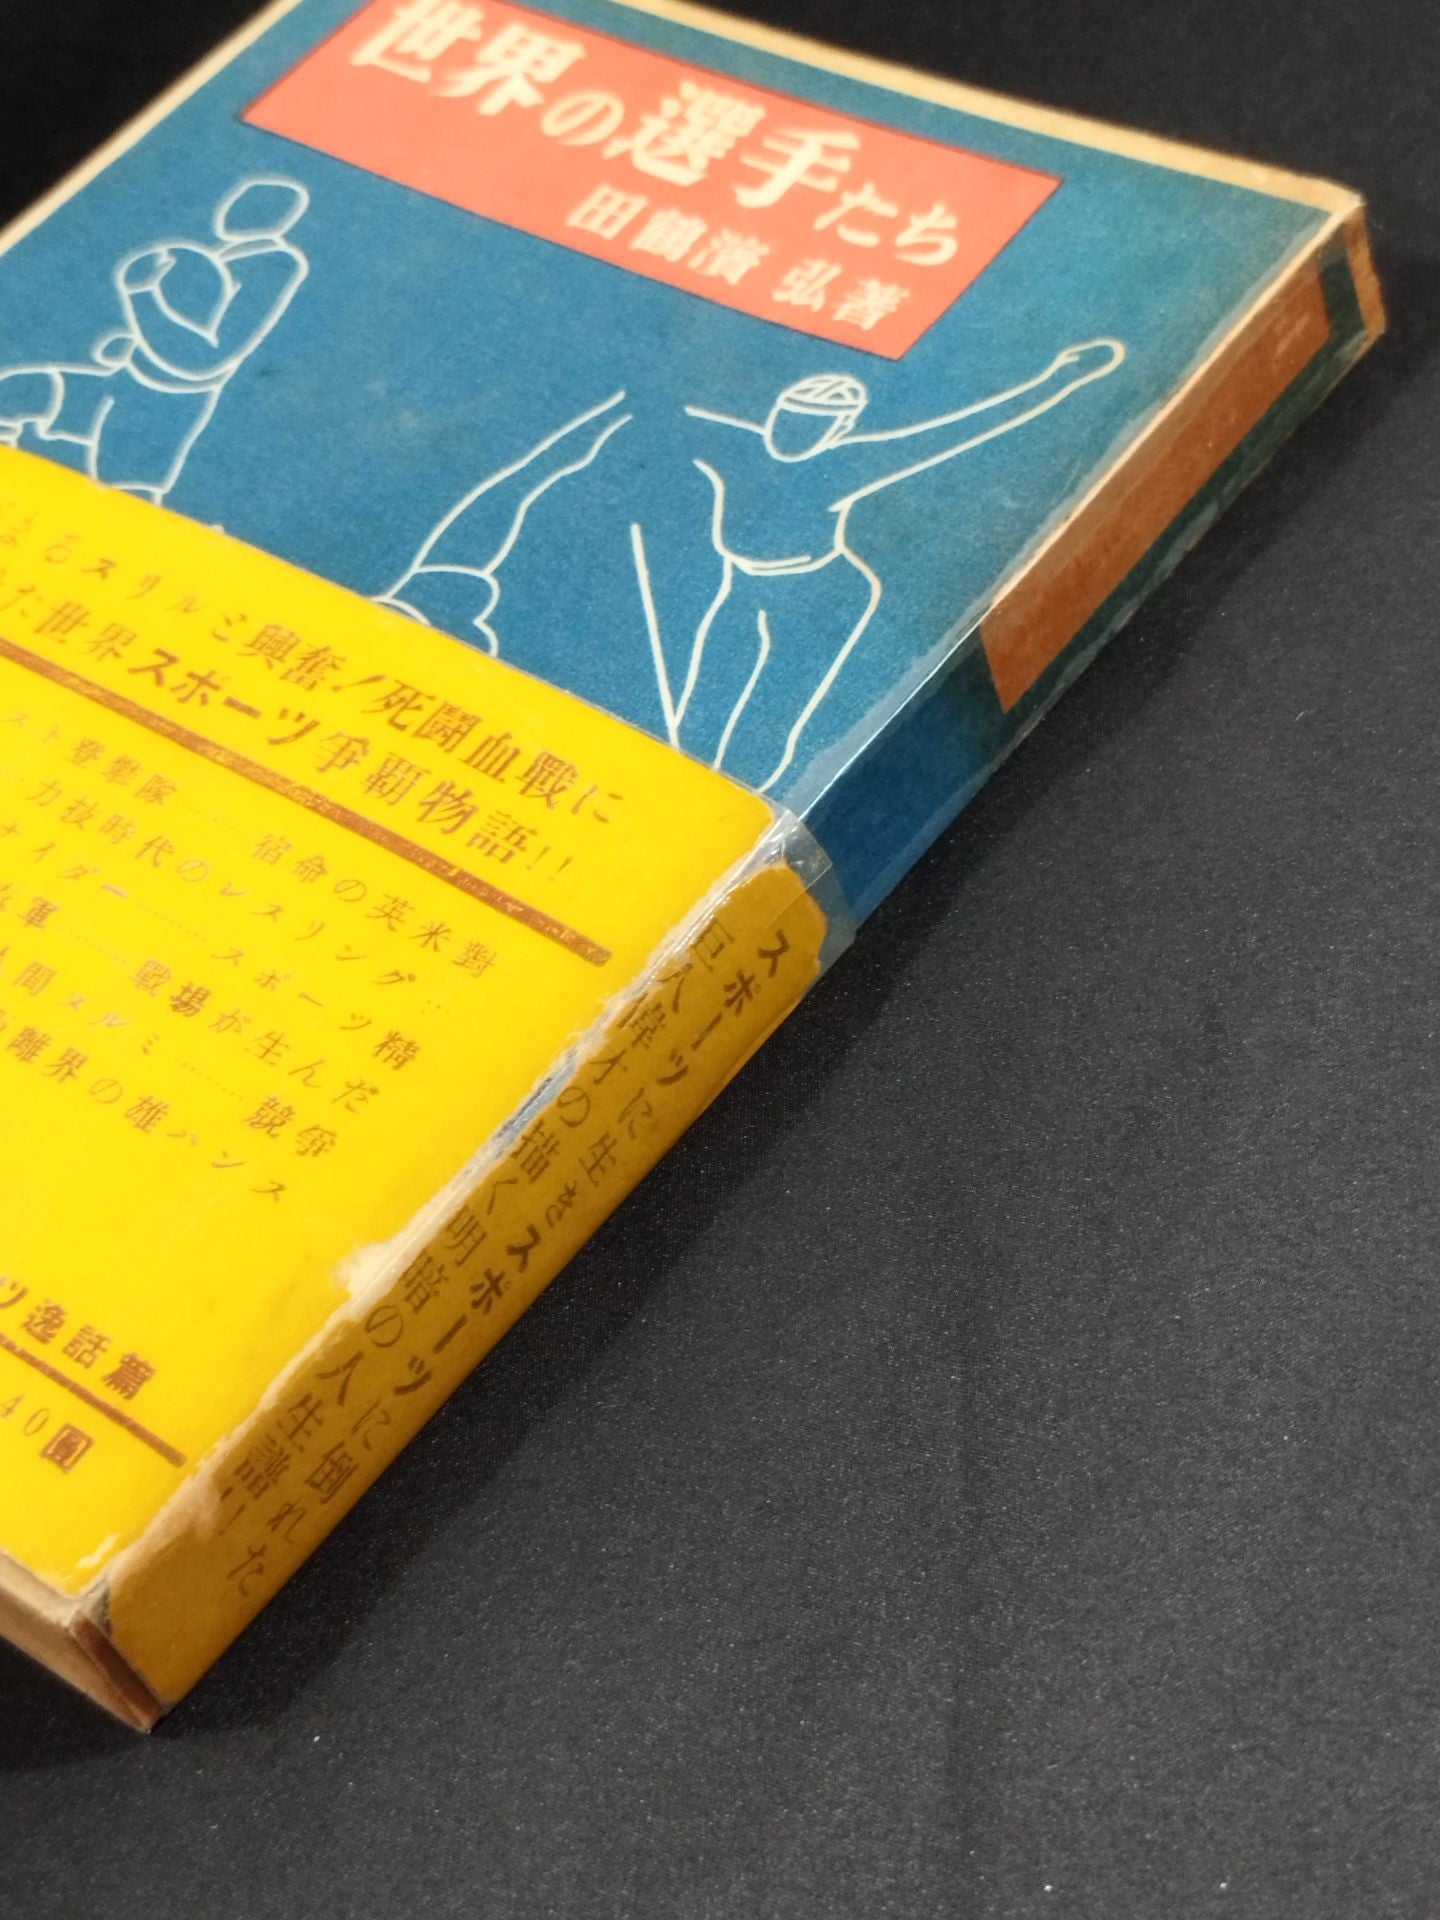 世界の選手たち
田鶴濱 弘著
まるスリルと興奮!死闘血戰に
た世界スポーツ爭覇物語!!
スト登攀隊………宿命の英米對
力技時代のレスリング…
ナイダー………スポーツ精
軍………戰場が生んだ
人間ヌルミ………競爭
距離界の雄ハンス
ツ逸話篇
40圓
スポーツに生きスポーツに倒れた
巨人偉才の描く明暗の人生譜!!